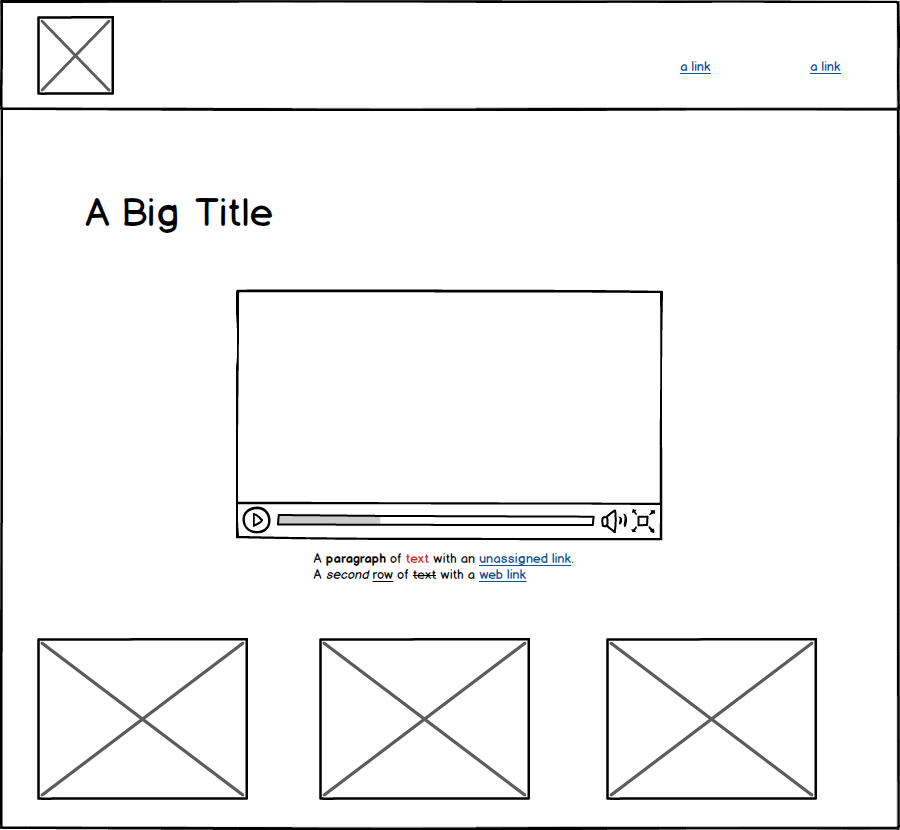 a link
a link
A Big Title
A paragraph of text with an unassigned link.
A second row of text with a web link